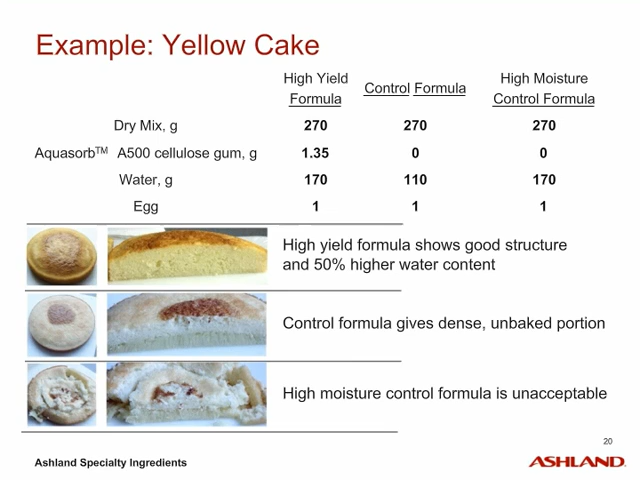 Example: Yellow Cake
High Yield Formula Control Formula High Moisture Control Formula
Dry Mix, g 270 270 270
Aquasorb™ A500 cellulose gum, g 1.35 0 0
Water, g 170 110 170
Egg 1 1 1
High yield formula shows good structure
and 50% higher water content
Control formula gives dense, unbaked portion
High moisture control formula is unacceptable
20
Ashland Specialty Ingredients
ASHLAND.